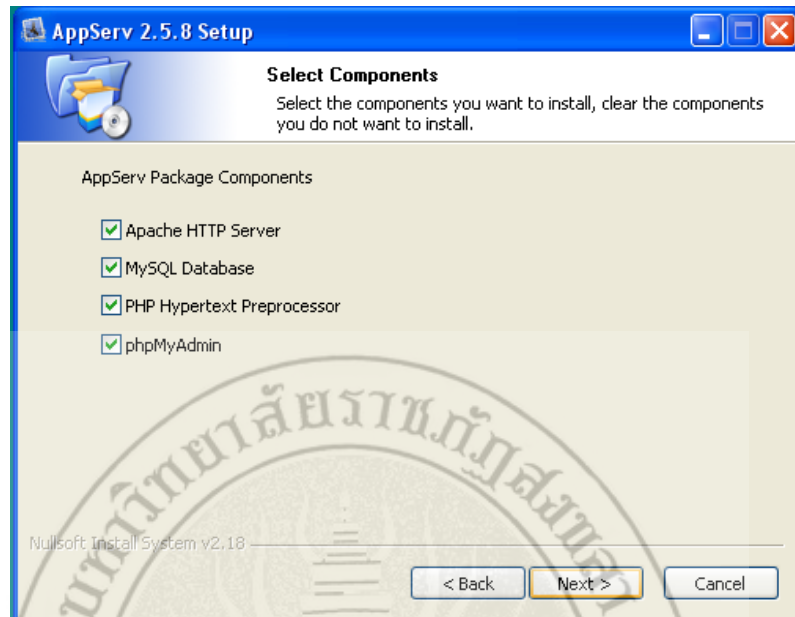 AppServ 2.5.8 Setup
Select Components
Select the components you want to install, clear the components
you do not want to install.
AppServ Package Components
Apache HTTP Server
MySQL Database
PHP Hypertext Preprocessor
phpMyAdmin
Nullsoft Install System v2.18
< Back
Next >
Cancel